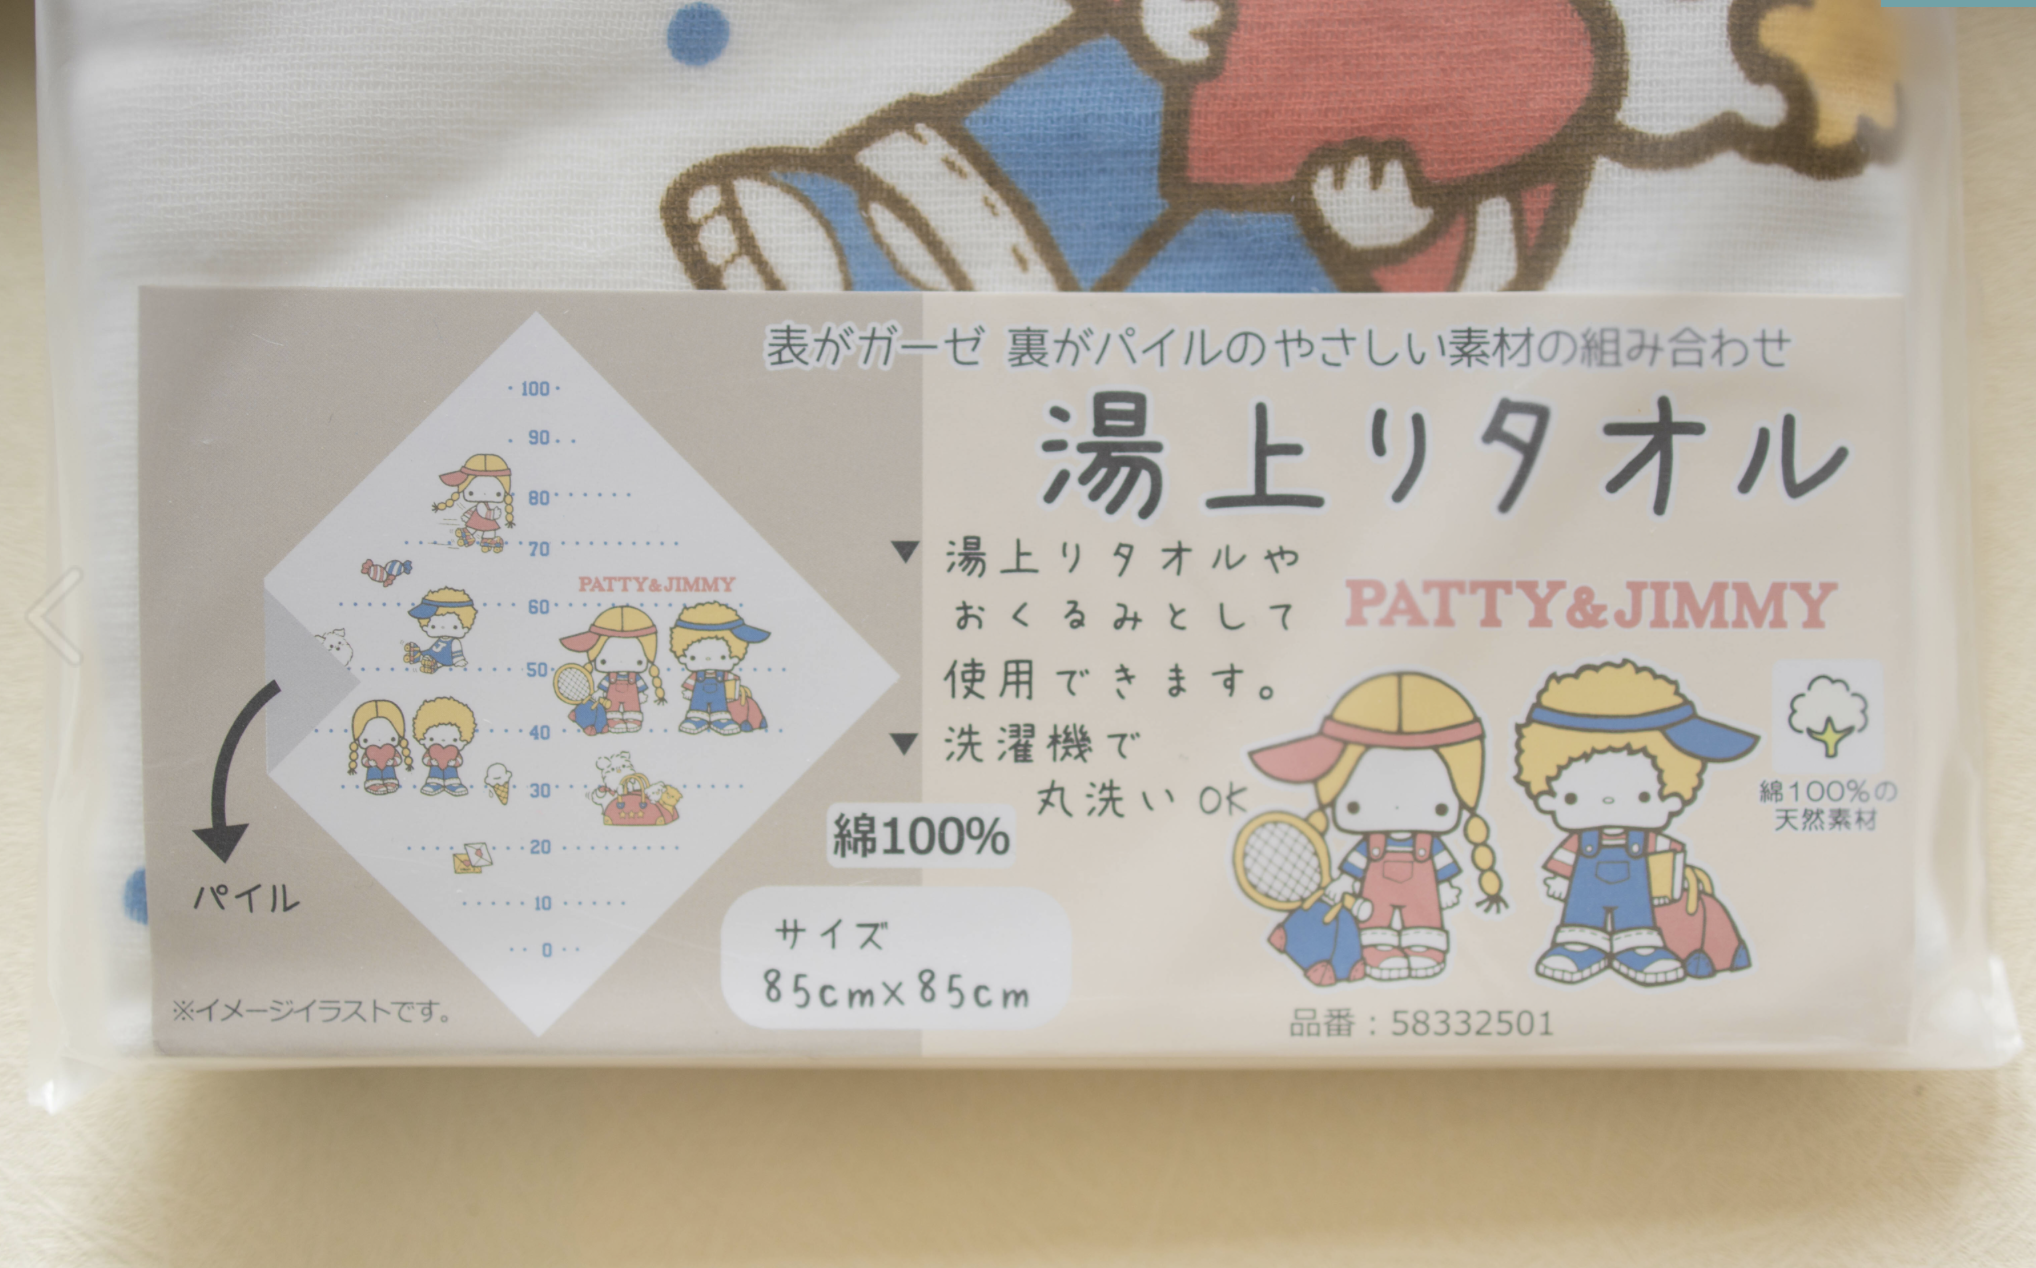 表がガーゼ 裏がパイルのやさしい素材の組み合わせ
湯上りタオル
▼湯上りタオルや
おくるみとして
使用できます。
▼洗濯機で
丸洗い OK
PATTY&JIMMY
綿100%の
天然素材
綿100%
サイズ
85cm×85cm
品番：58332501
100
90
80
70
PATTY&JIMMY
60
50
40
30
20
10
0
パイル
※イメージイラストです。